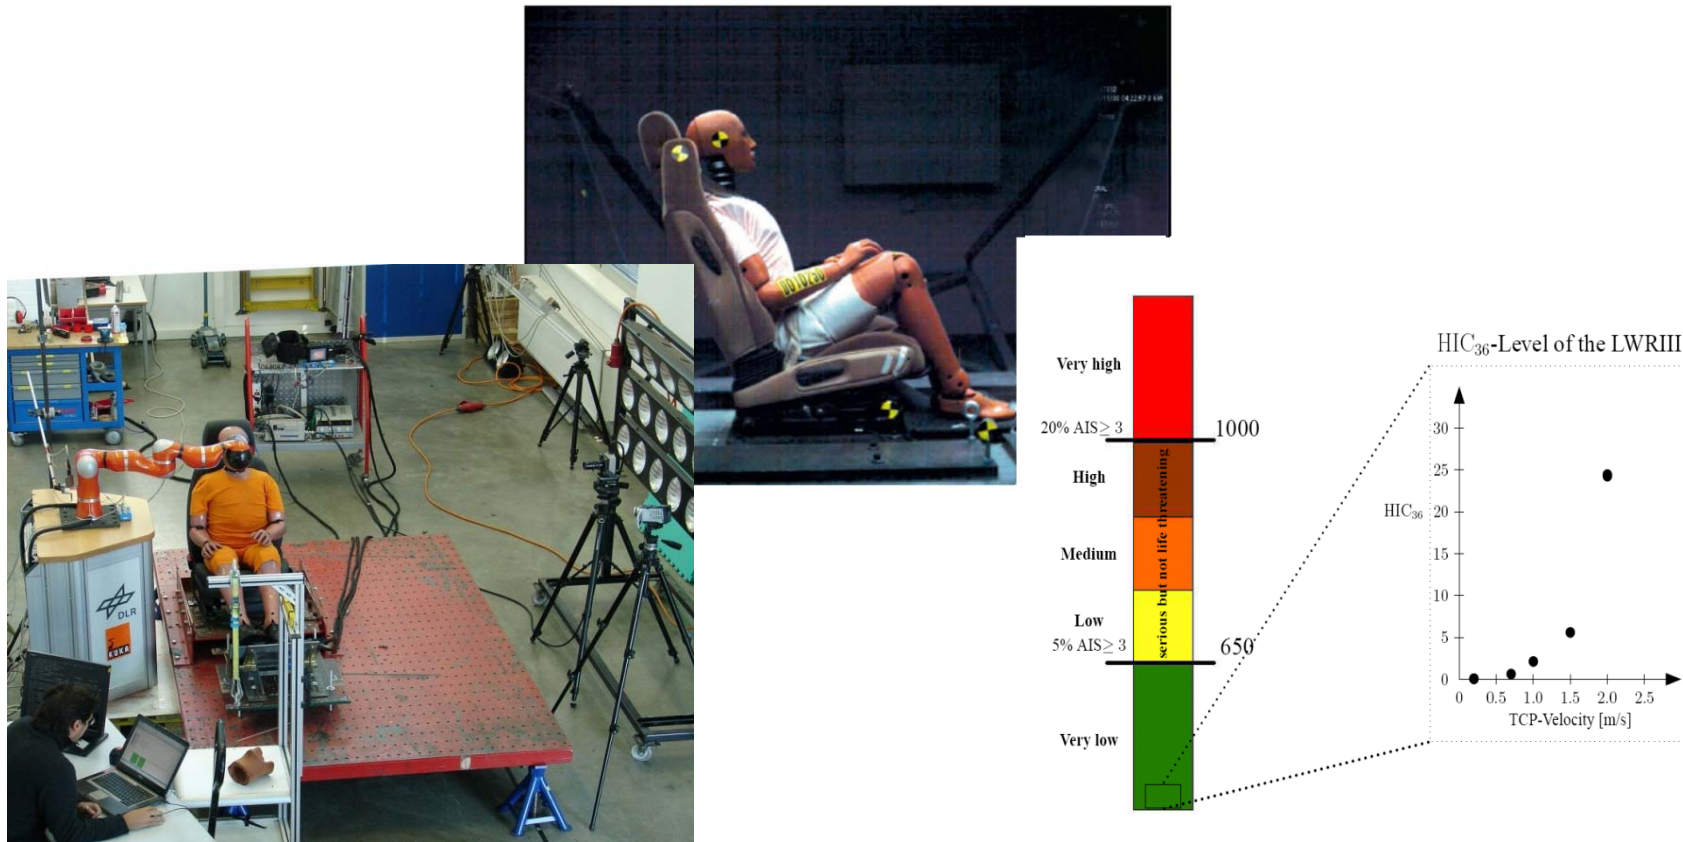 HIC₃₆-Level of the LWRIII
Very high
20% AIS≥ 3
1000
High
Medium
Low
5% AIS≥ 3
650
Very low
serious but not life threatening
30
25
HIC₃₆
20
15
10
5
0
0 0.5 1.0 1.5 2.0 2.5
TCP-Velocity [m/s]
DLR
KUKA